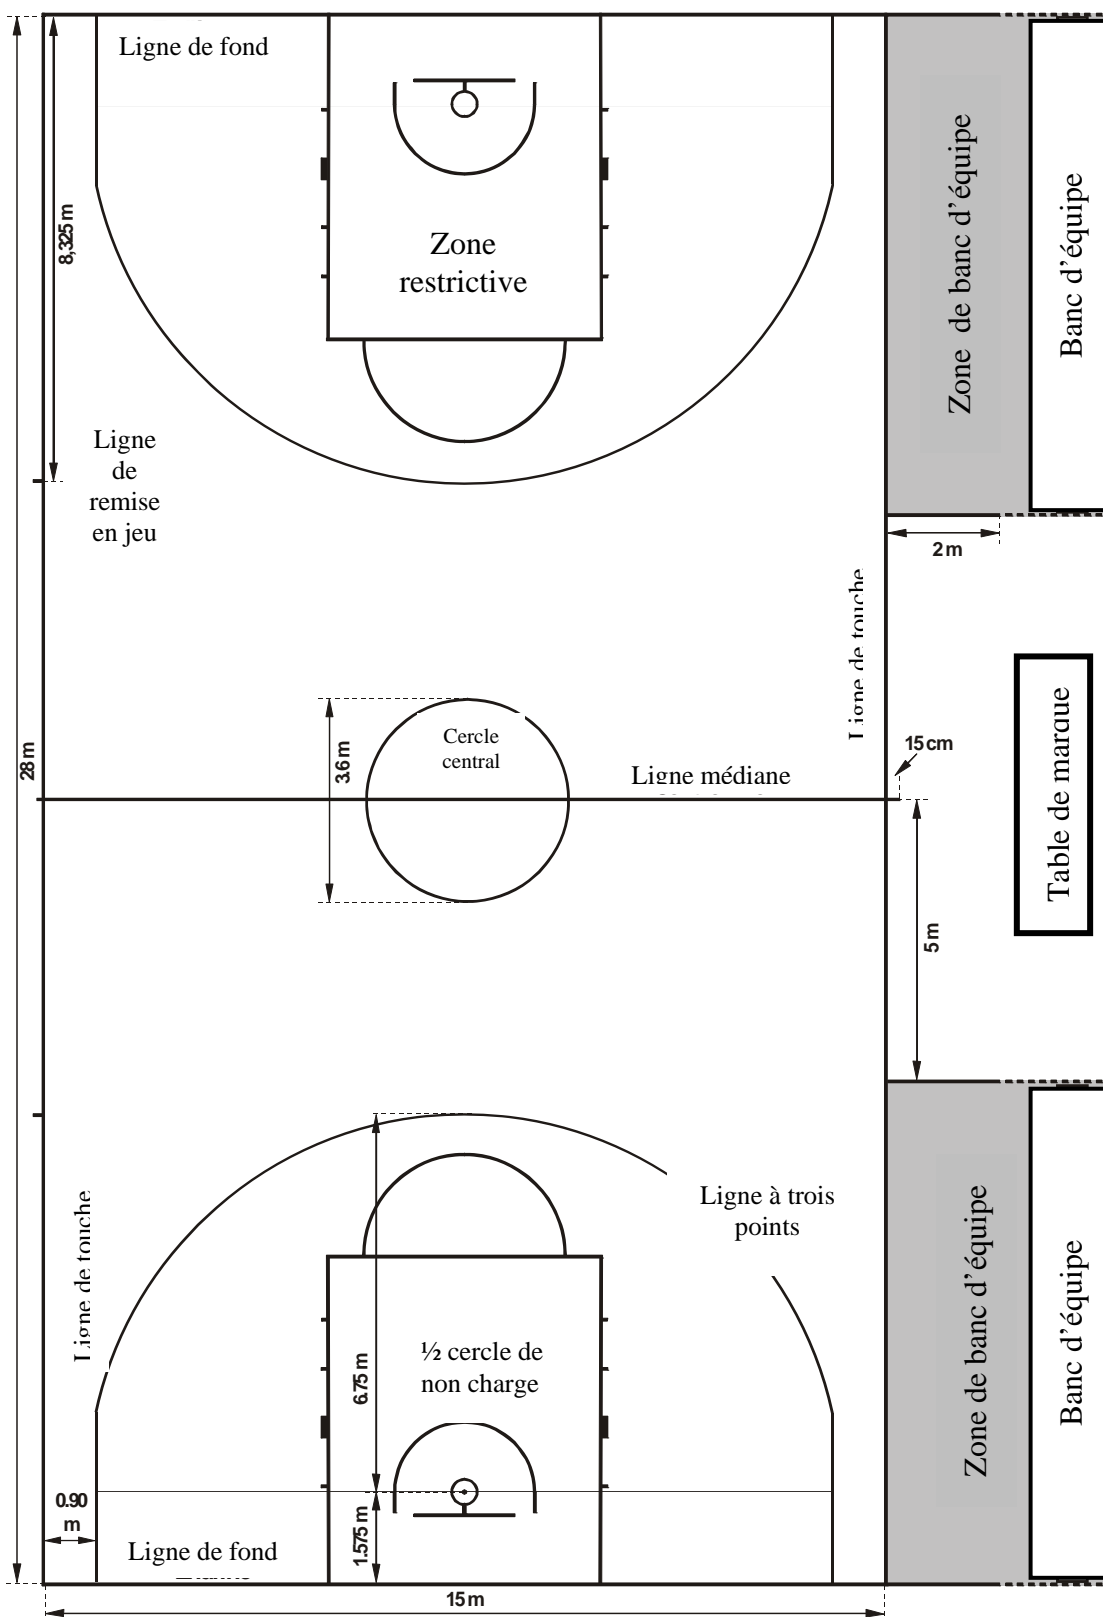 Ligne de fond
8,325 m
Zone
restrictive
Zone de banc d'équipe
Banc d'équipe
Ligne
de
remise
en jeu
2 m
Ligne de touche
28 m
3.6 m
Cercle
central
Ligne médiane
15 cm
Table de marque
5 m
Ligne de touche
Ligne à trois
points
½ cercle de
non charge
6.75 m
Zone de banc d'équipe
Banc d'équipe
0.90
m
1.575 m
Ligne de fond
15 m